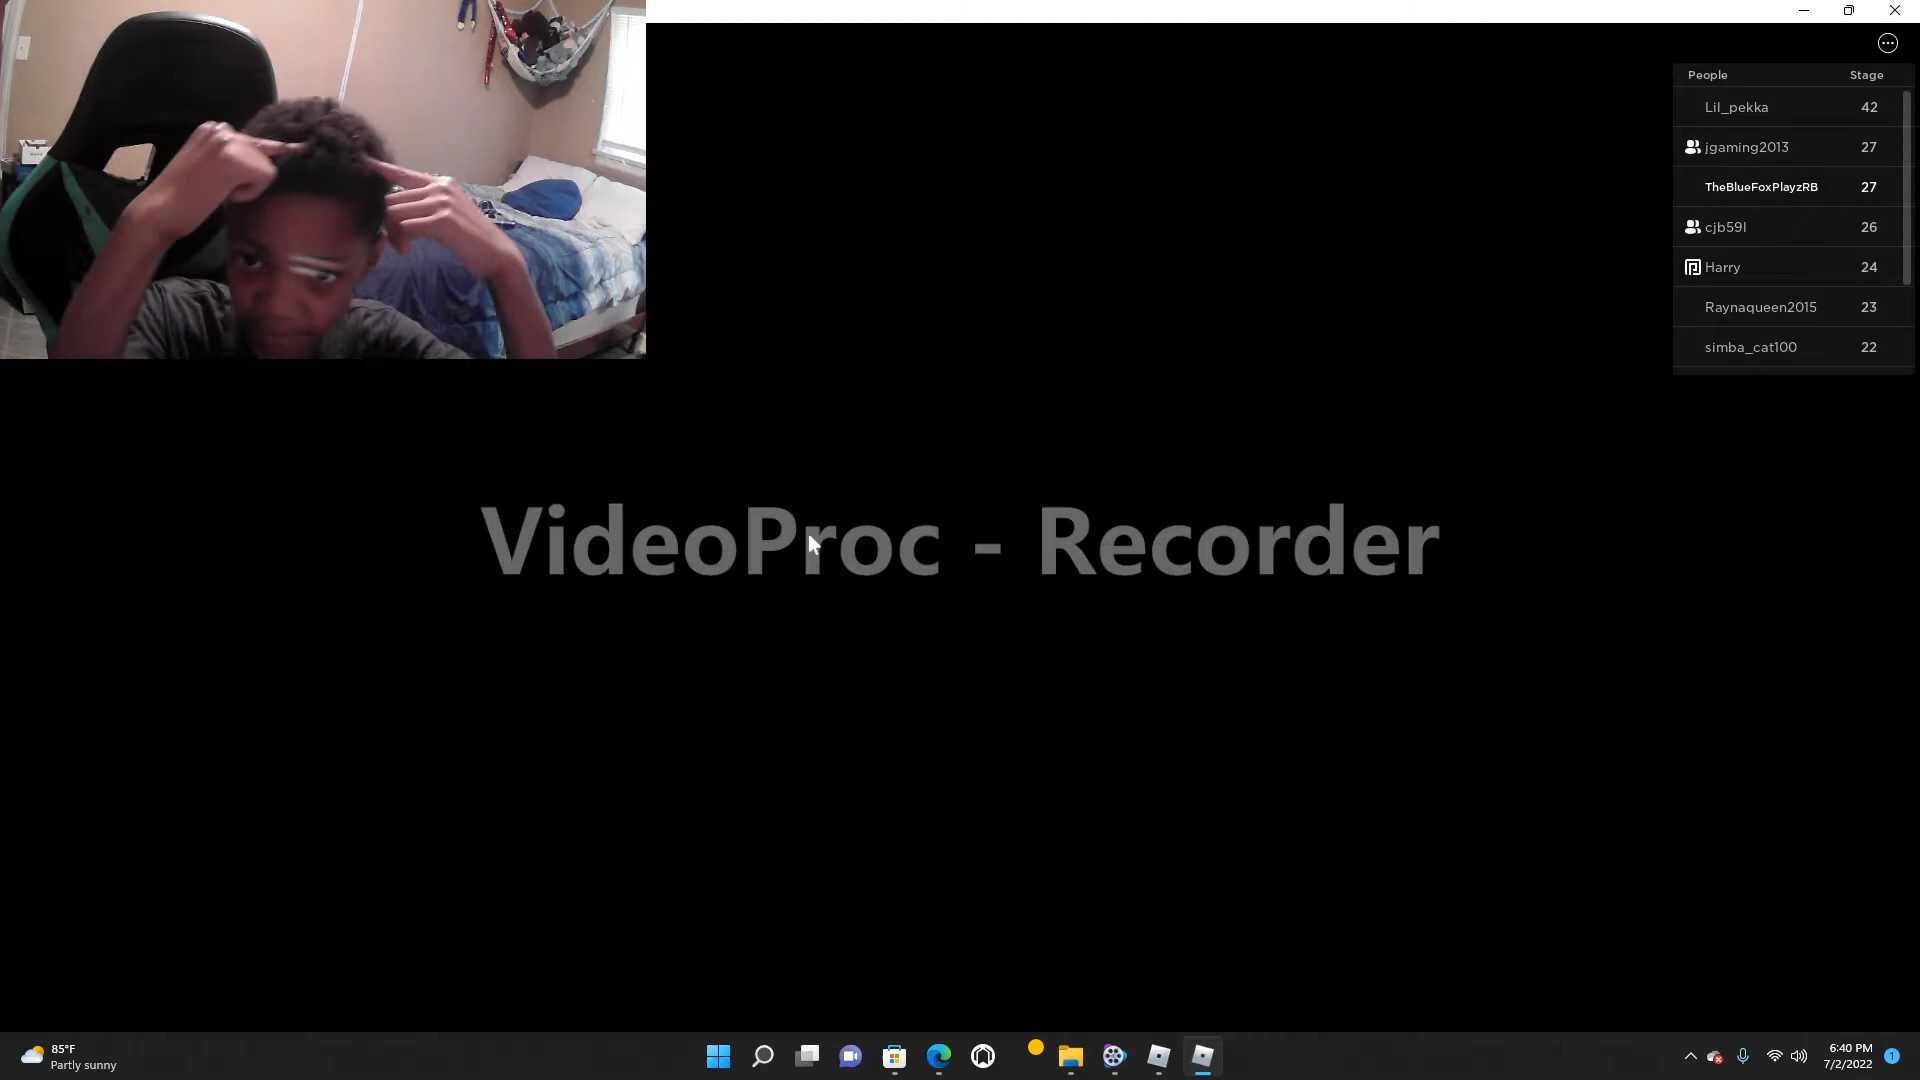 People Stage
Lil_pekka 42
jgaming2013 27
TheBlueFoxPlayzRB 27
cjb59l 26
Harry 24
Raynaqueen2015 23
simba_cat100 22
VideoProc - Recorder
85°F
Partly sunny
6:40 PM
7/2/2022
1